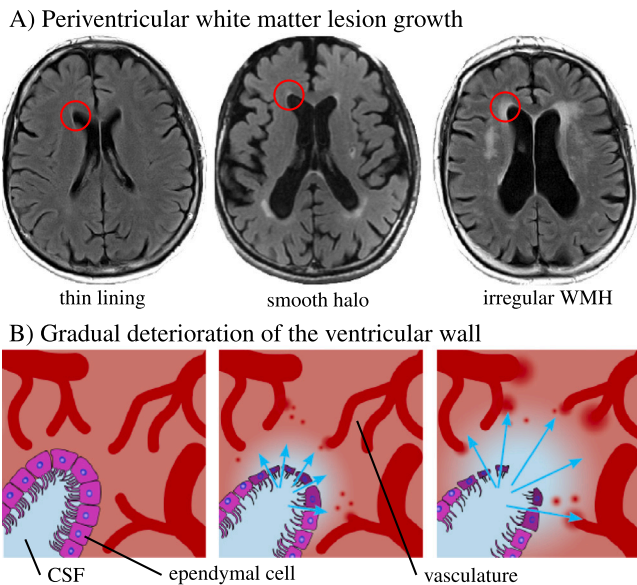 A) Periventricular white matter lesion growth
thin lining
smooth halo
irregular WMH
B) Gradual deterioration of the ventricular wall
CSF
ependymal cell
vasculature